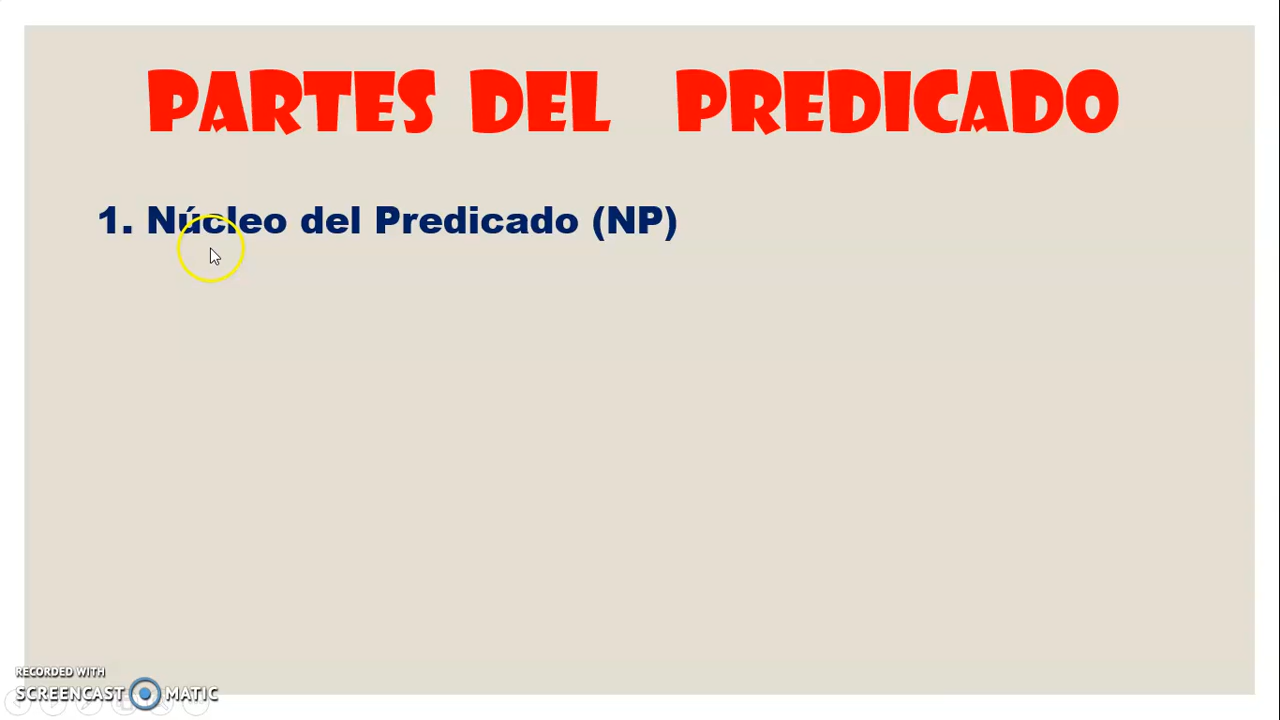 PARTES DEL PREDICADO
1. Núcleo del Predicado (NP)
RECORDED WITH
SCREENCAST MATIC